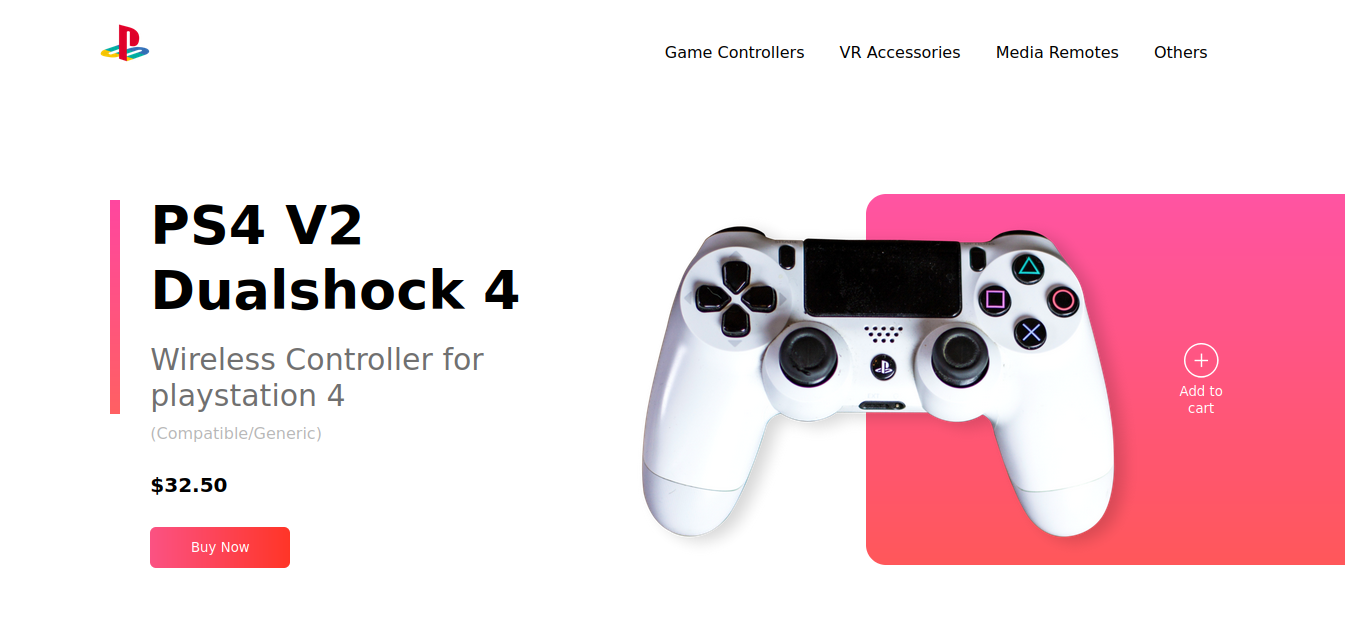 Game Controllers VR Accessories Media Remotes Others
PS4 V2
Dualshock 4
Wireless Controller for
playstation 4
(Compatible/Generic)
$32.50
Buy Now
Add to
cart